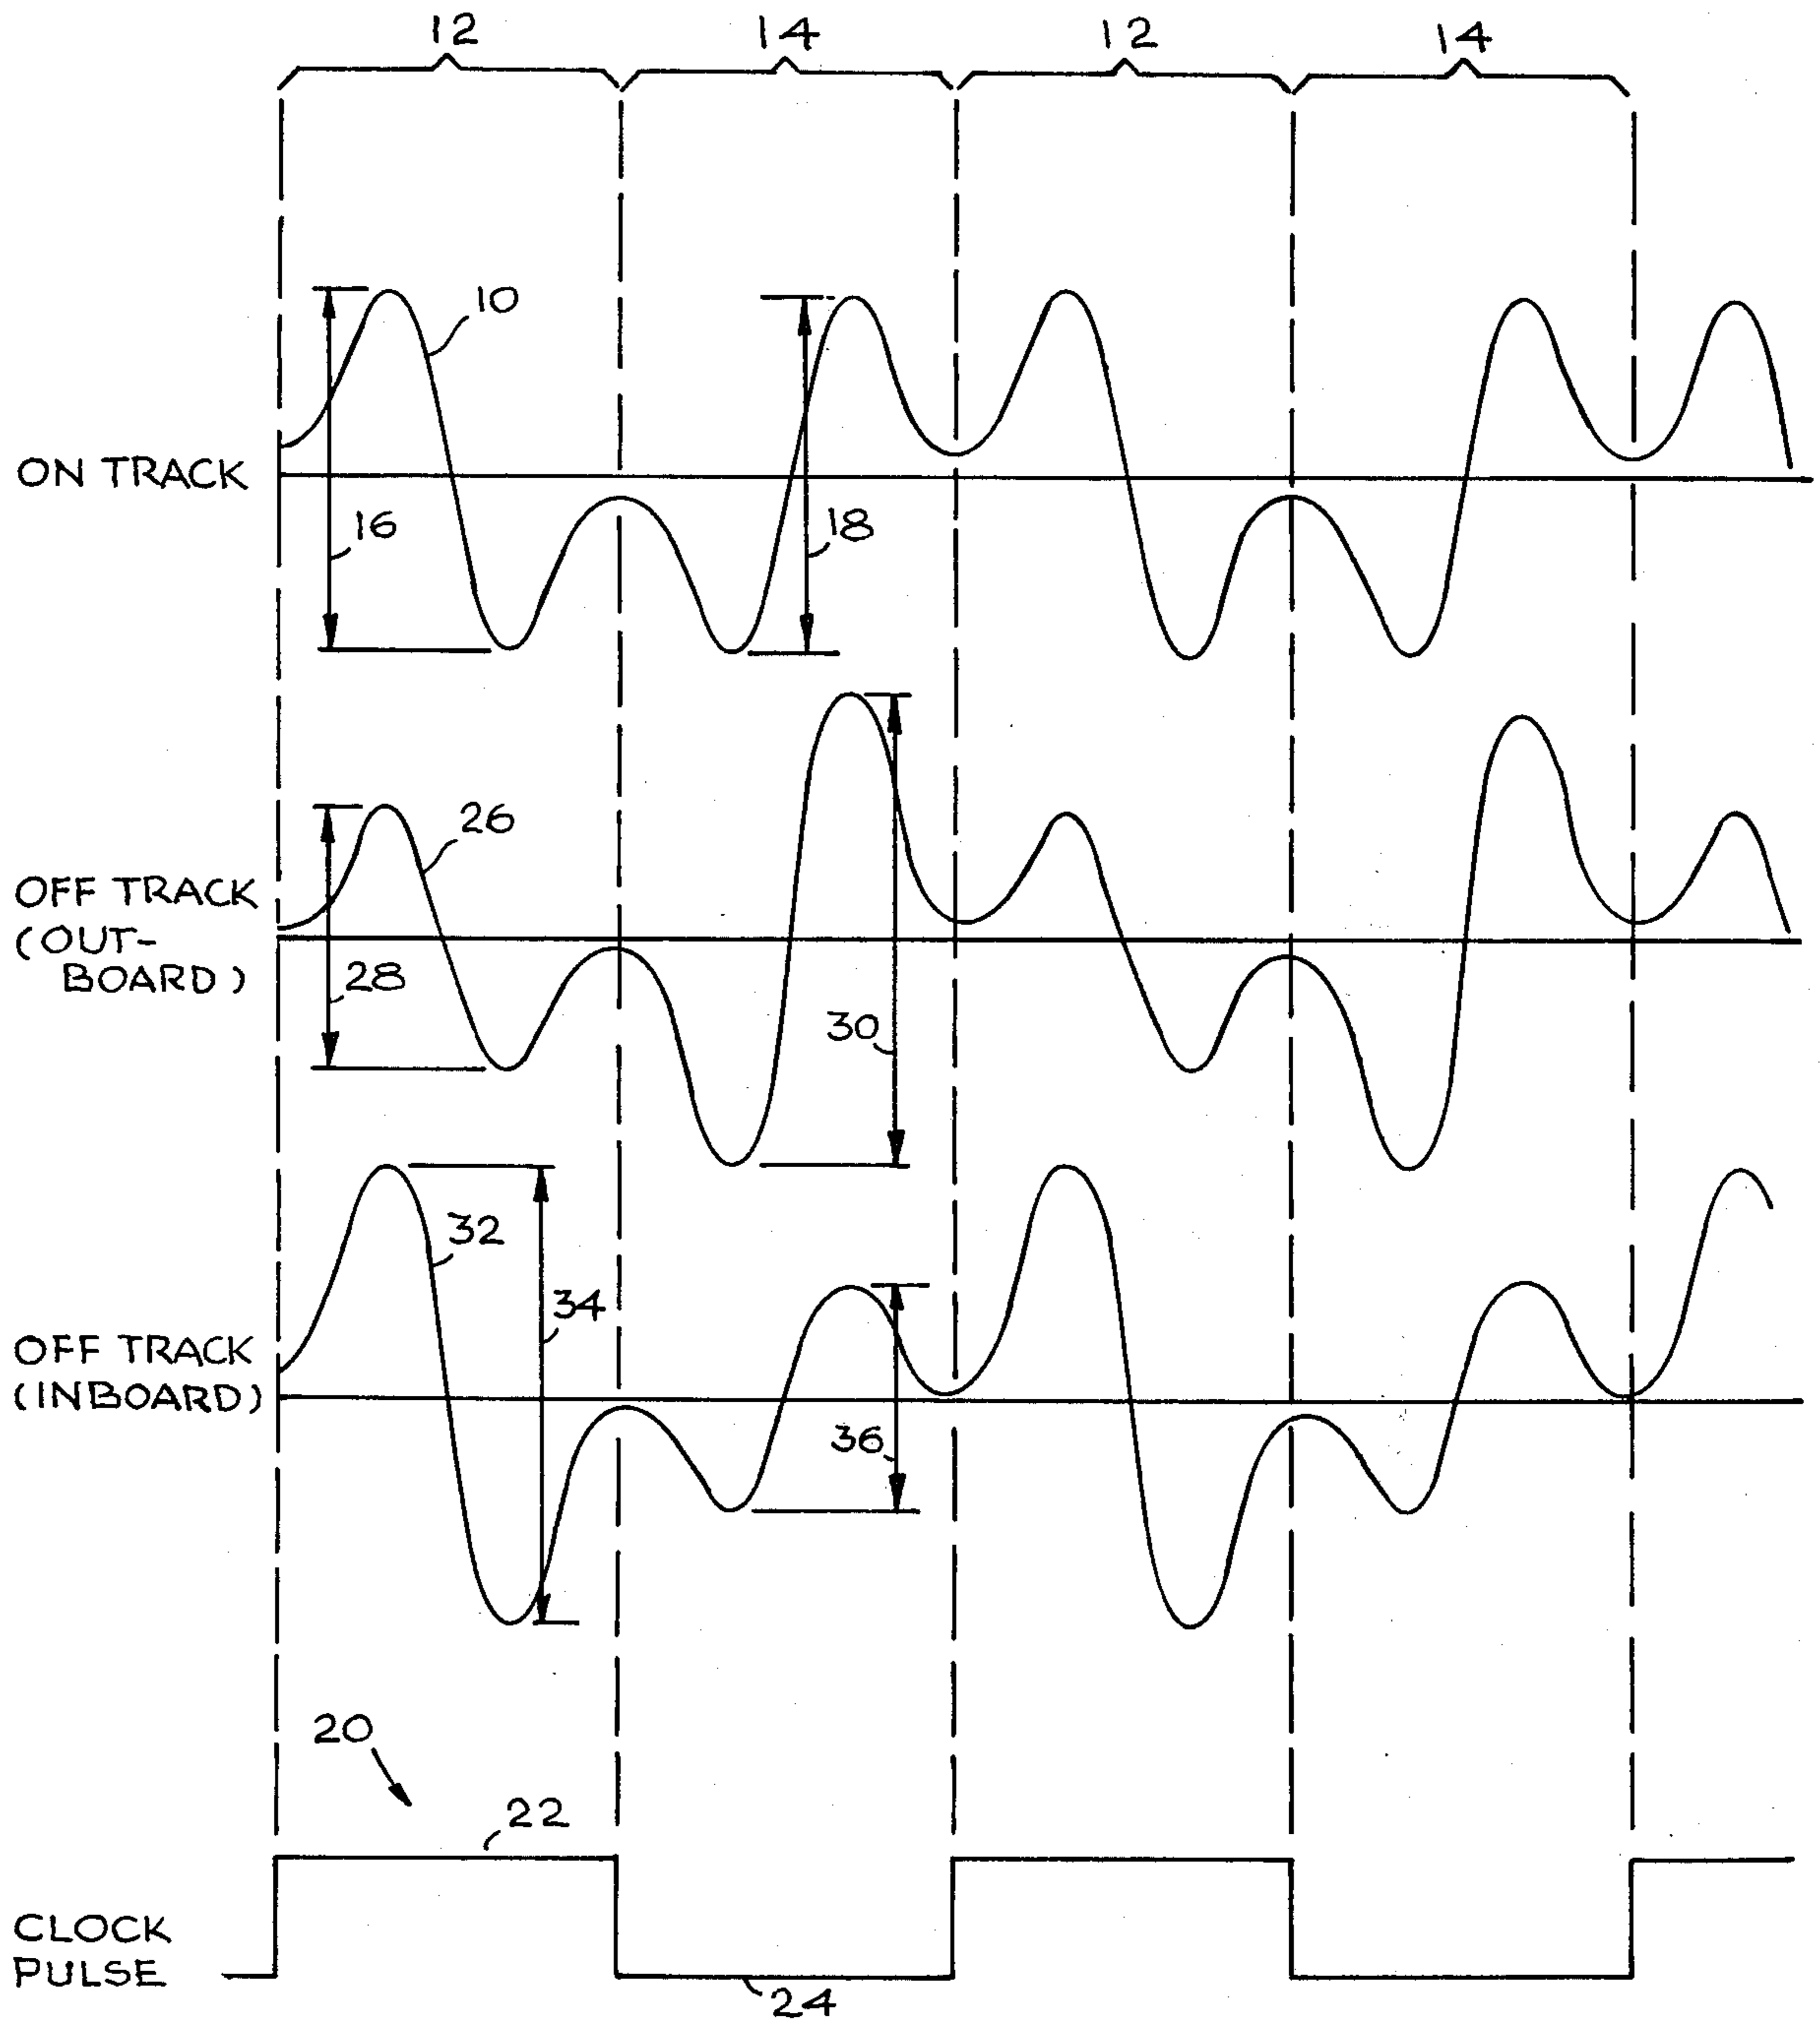 12 14 12 14
10
ON TRACK
16 18
26
OFF TRACK
(OUT-
BOARD)
28
30
32
34
OFF TRACK
(INBOARD)
36
20
22
CLOCK
PULSE
24